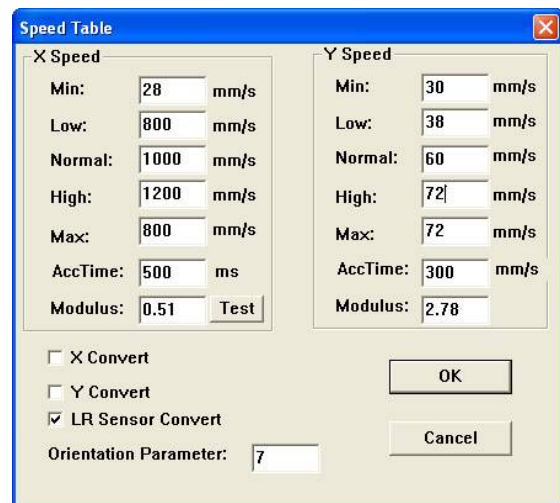 Speed Table
X Speed
Min: 28 mm/s
Low: 800 mm/s
Normal: 1000 mm/s
High: 1200 mm/s
Max: 800 mm/s
AccTime: 500 ms
Modulus: 0.51 Test
Y Speed
Min: 30 mm/s
Low: 38 mm/s
Normal: 60 mm/s
High: 72 mm/s
Max: 72 mm/s
AccTime: 300 mm/s
Modulus: 2.78
X Convert
Y Convert
LR Sensor Convert
Orientation Parameter: 7
OK
Cancel